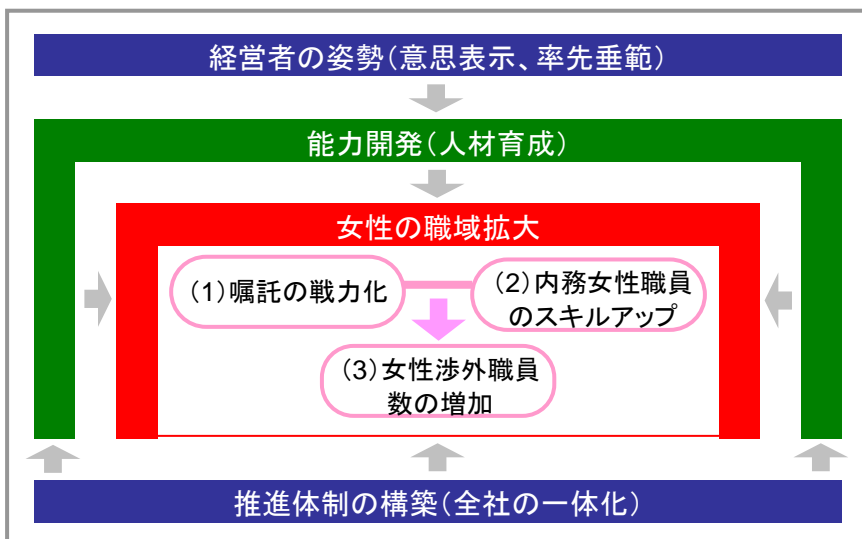 経営者の姿勢(意思表示、率先垂範)
能力開発(人材育成)
女性の職域拡大
(1)嘱託の戦力化
(2)内務女性職員
のスキルアップ
(3)女性渉外職員
数の増加
推進体制の構築(全社の一体化)